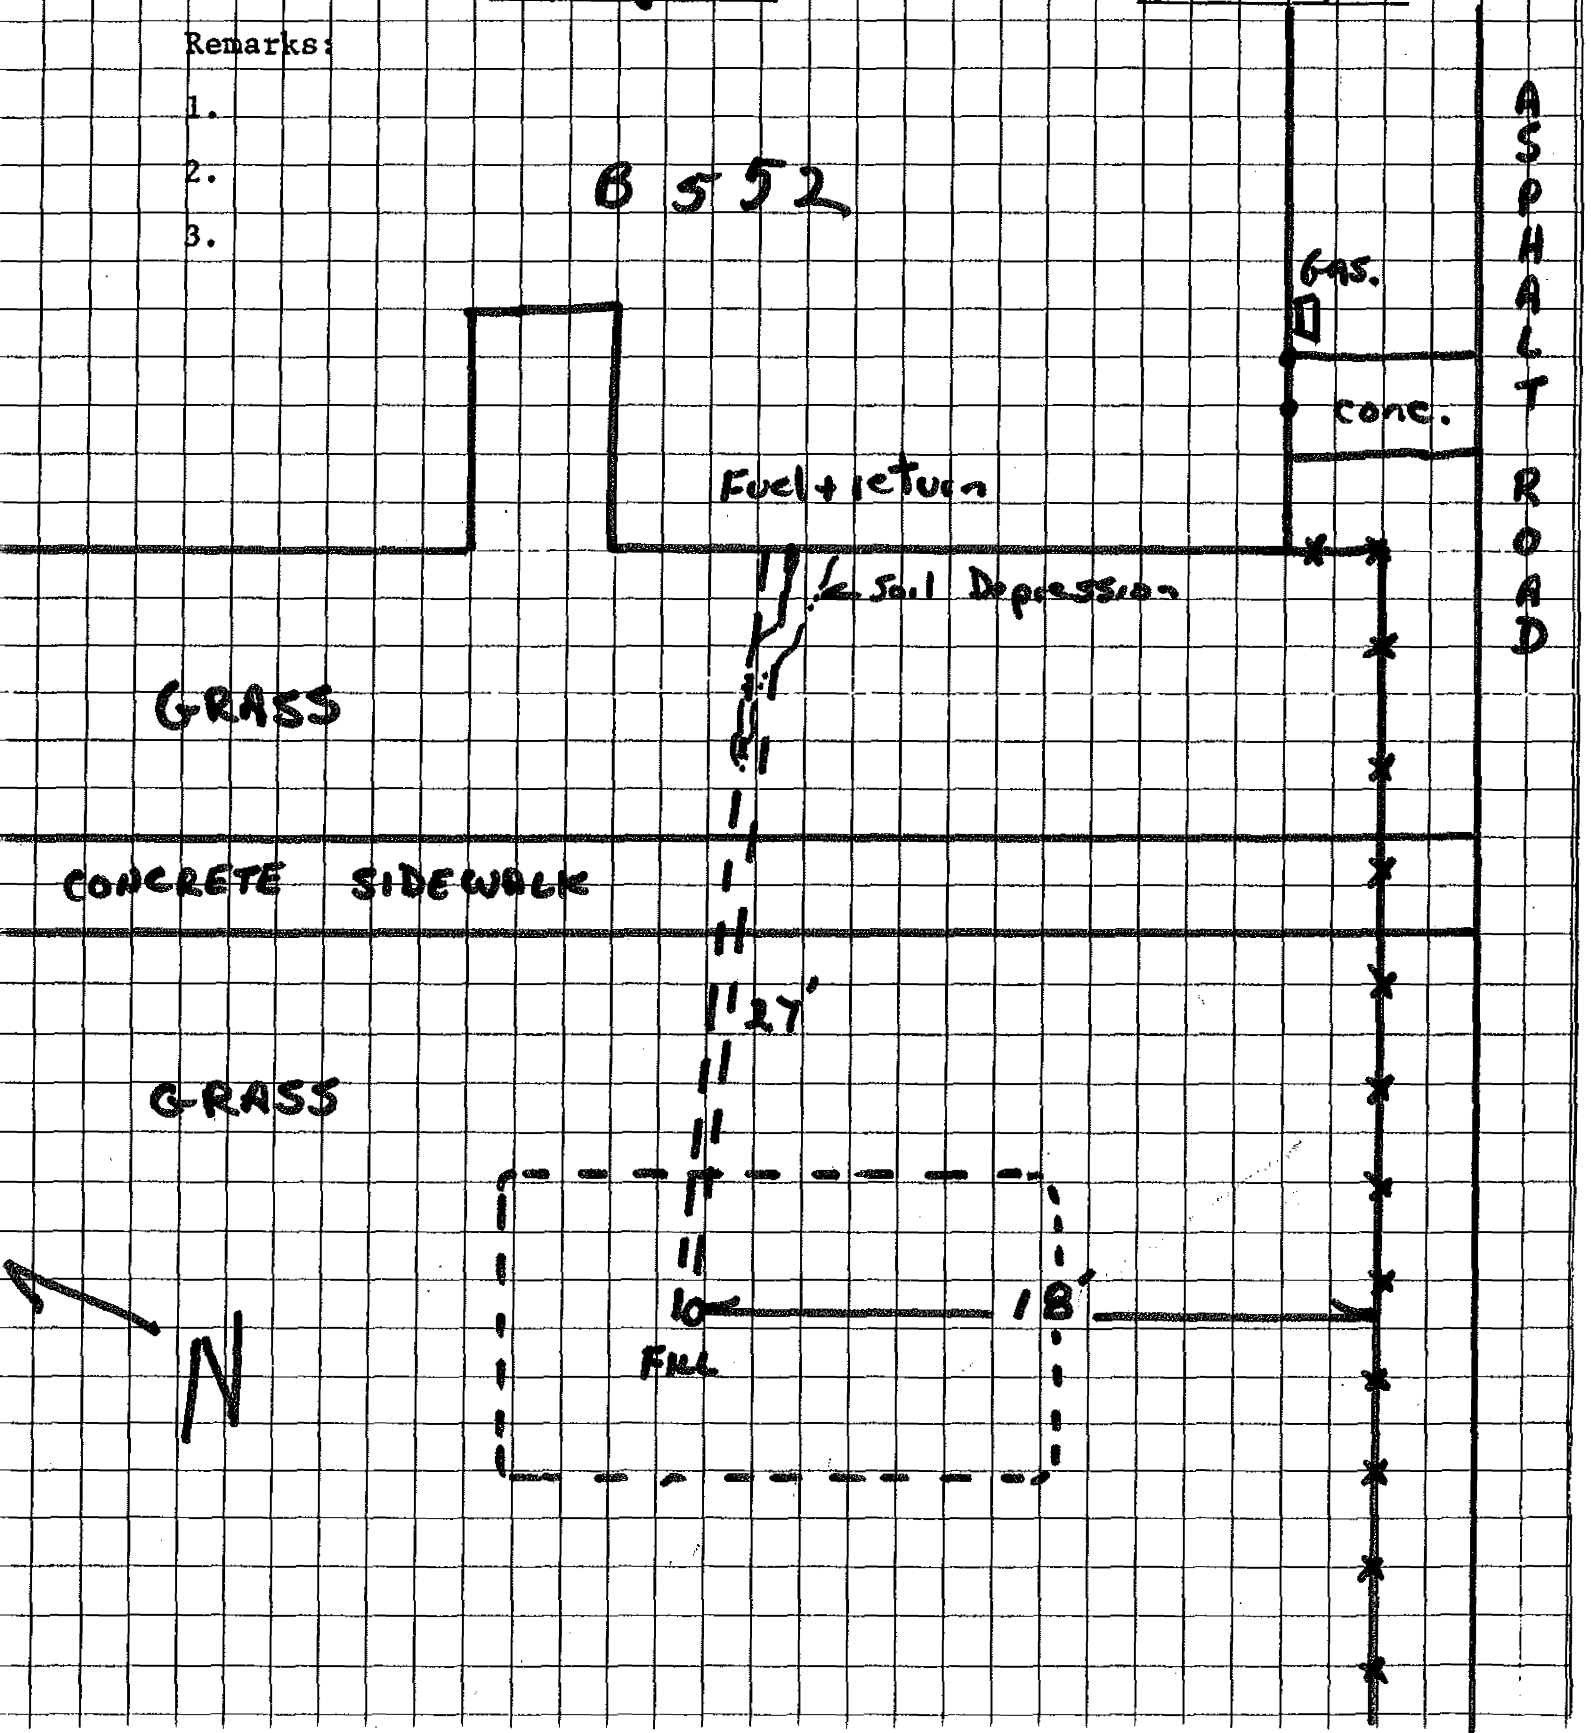 Remarks:
1.
2.
3.
B 552
Gas.
conc.
ASPHALT ROAD
Fuel + return
Soil Depression
GRASS
CONCRETE SIDEWALK
27'
GRASS
18'
FILL
N